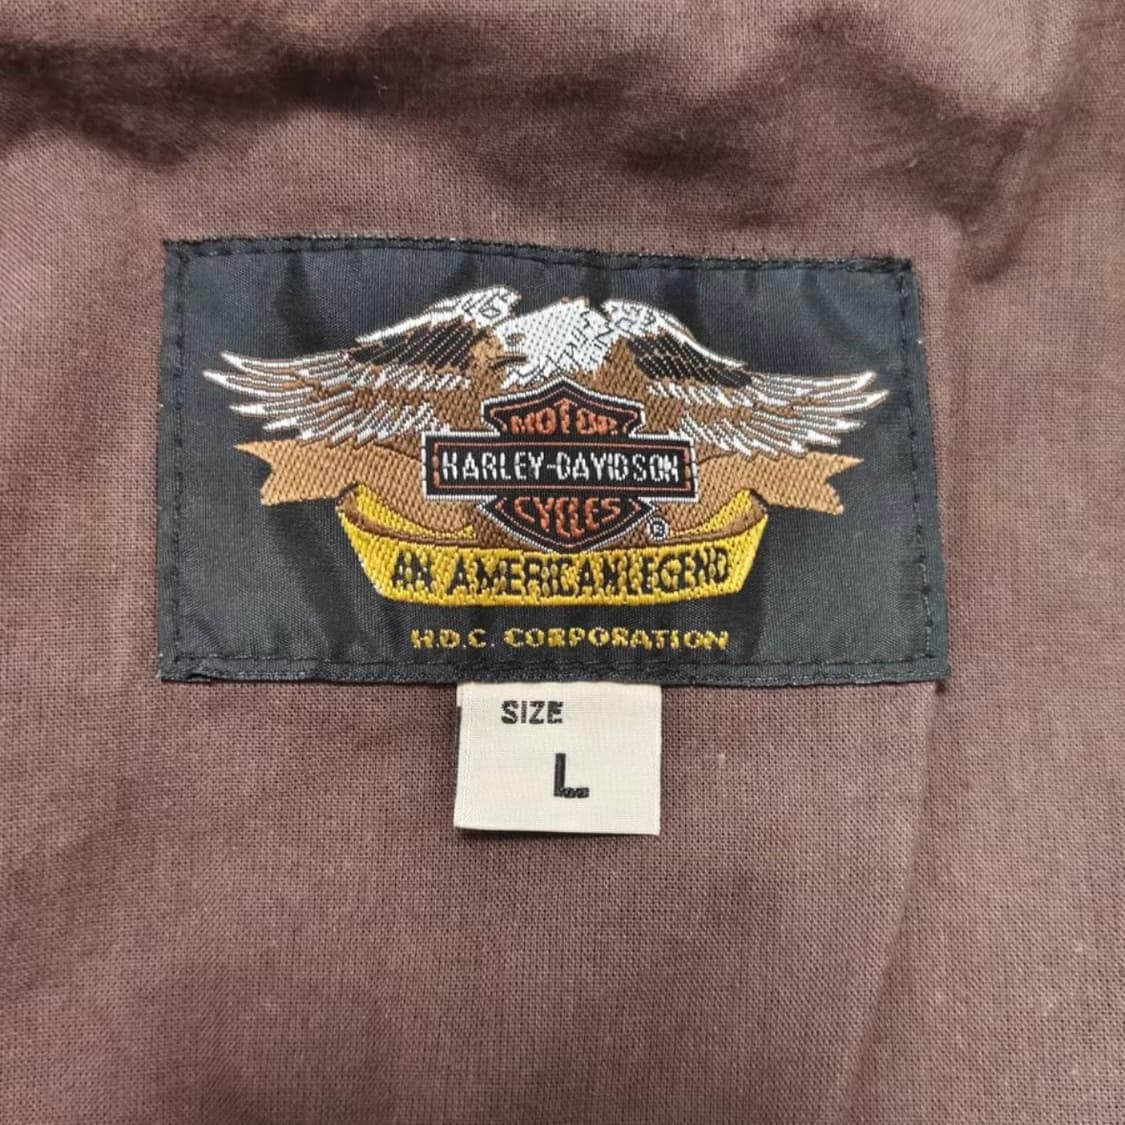 MOTOR
HARLEY-DAVIDSON
CYCLES
®
AN AMERICAN LEGEND
H.D.C. CORPORATION
SIZE
L